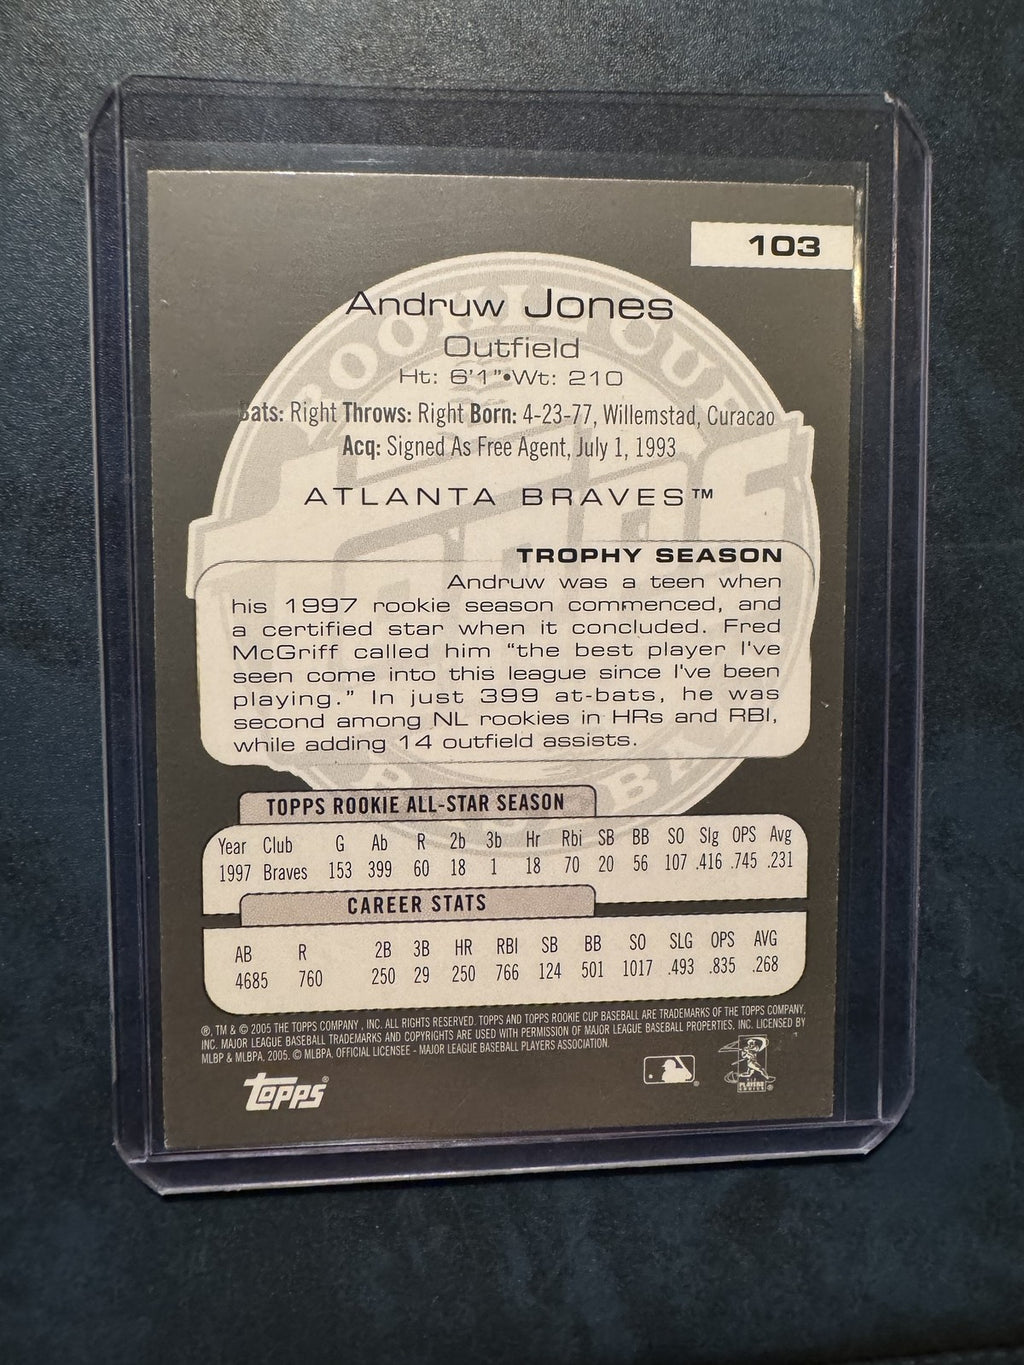 103
Andruw Jones
Outfield
Ht: 6'1"•Wt: 210
Bats: Right Throws: Right Born: 4-23-77, Willemstad, Curacao
Acq: Signed As Free Agent, July 1, 1993
ATLANTA BRAVES™
TROPHY SEASON
Andruw was a teen when
his 1997 rookie season commenced, and
a certified star when it concluded. Fred
McGriff called him "the best player I've
seen come into this league since I've been
playing." In just 399 at-bats, he was
second among NL rookies in HRs and RBI,
while adding 14 outfield assists.
TOPPS ROOKIE ALL-STAR SEASON
Year Club G Ab R 2b 3b Hr Rbi SB BB SO Slg OPS Avg
1997 Braves 153 399 60 18 1 18 70 20 56 107 .416 .745 .231
CAREER STATS
AB R 2B 3B HR RBI SB BB SO SLG OPS AVG
4685 760 250 29 250 766 124 501 1017 .493 .835 .268
®, TM & © 2005 THE TOPPS COMPANY, INC. ALL RIGHTS RESERVED. TOPPS AND TOPPS ROOKIE CUP BASEBALL ARE TRADEMARKS OF THE TOPPS COMPANY,
INC. MAJOR LEAGUE BASEBALL TRADEMARKS AND COPYRIGHTS ARE USED WITH PERMISSION OF MAJOR LEAGUE BASEBALL PROPERTIES, INC. LICENSED BY
MLBP & MLBPA, 2005. © MLBPA. OFFICIAL LICENSEE - MAJOR LEAGUE BASEBALL PLAYERS ASSOCIATION.
Topps®
ROOKIE CUP
Topps